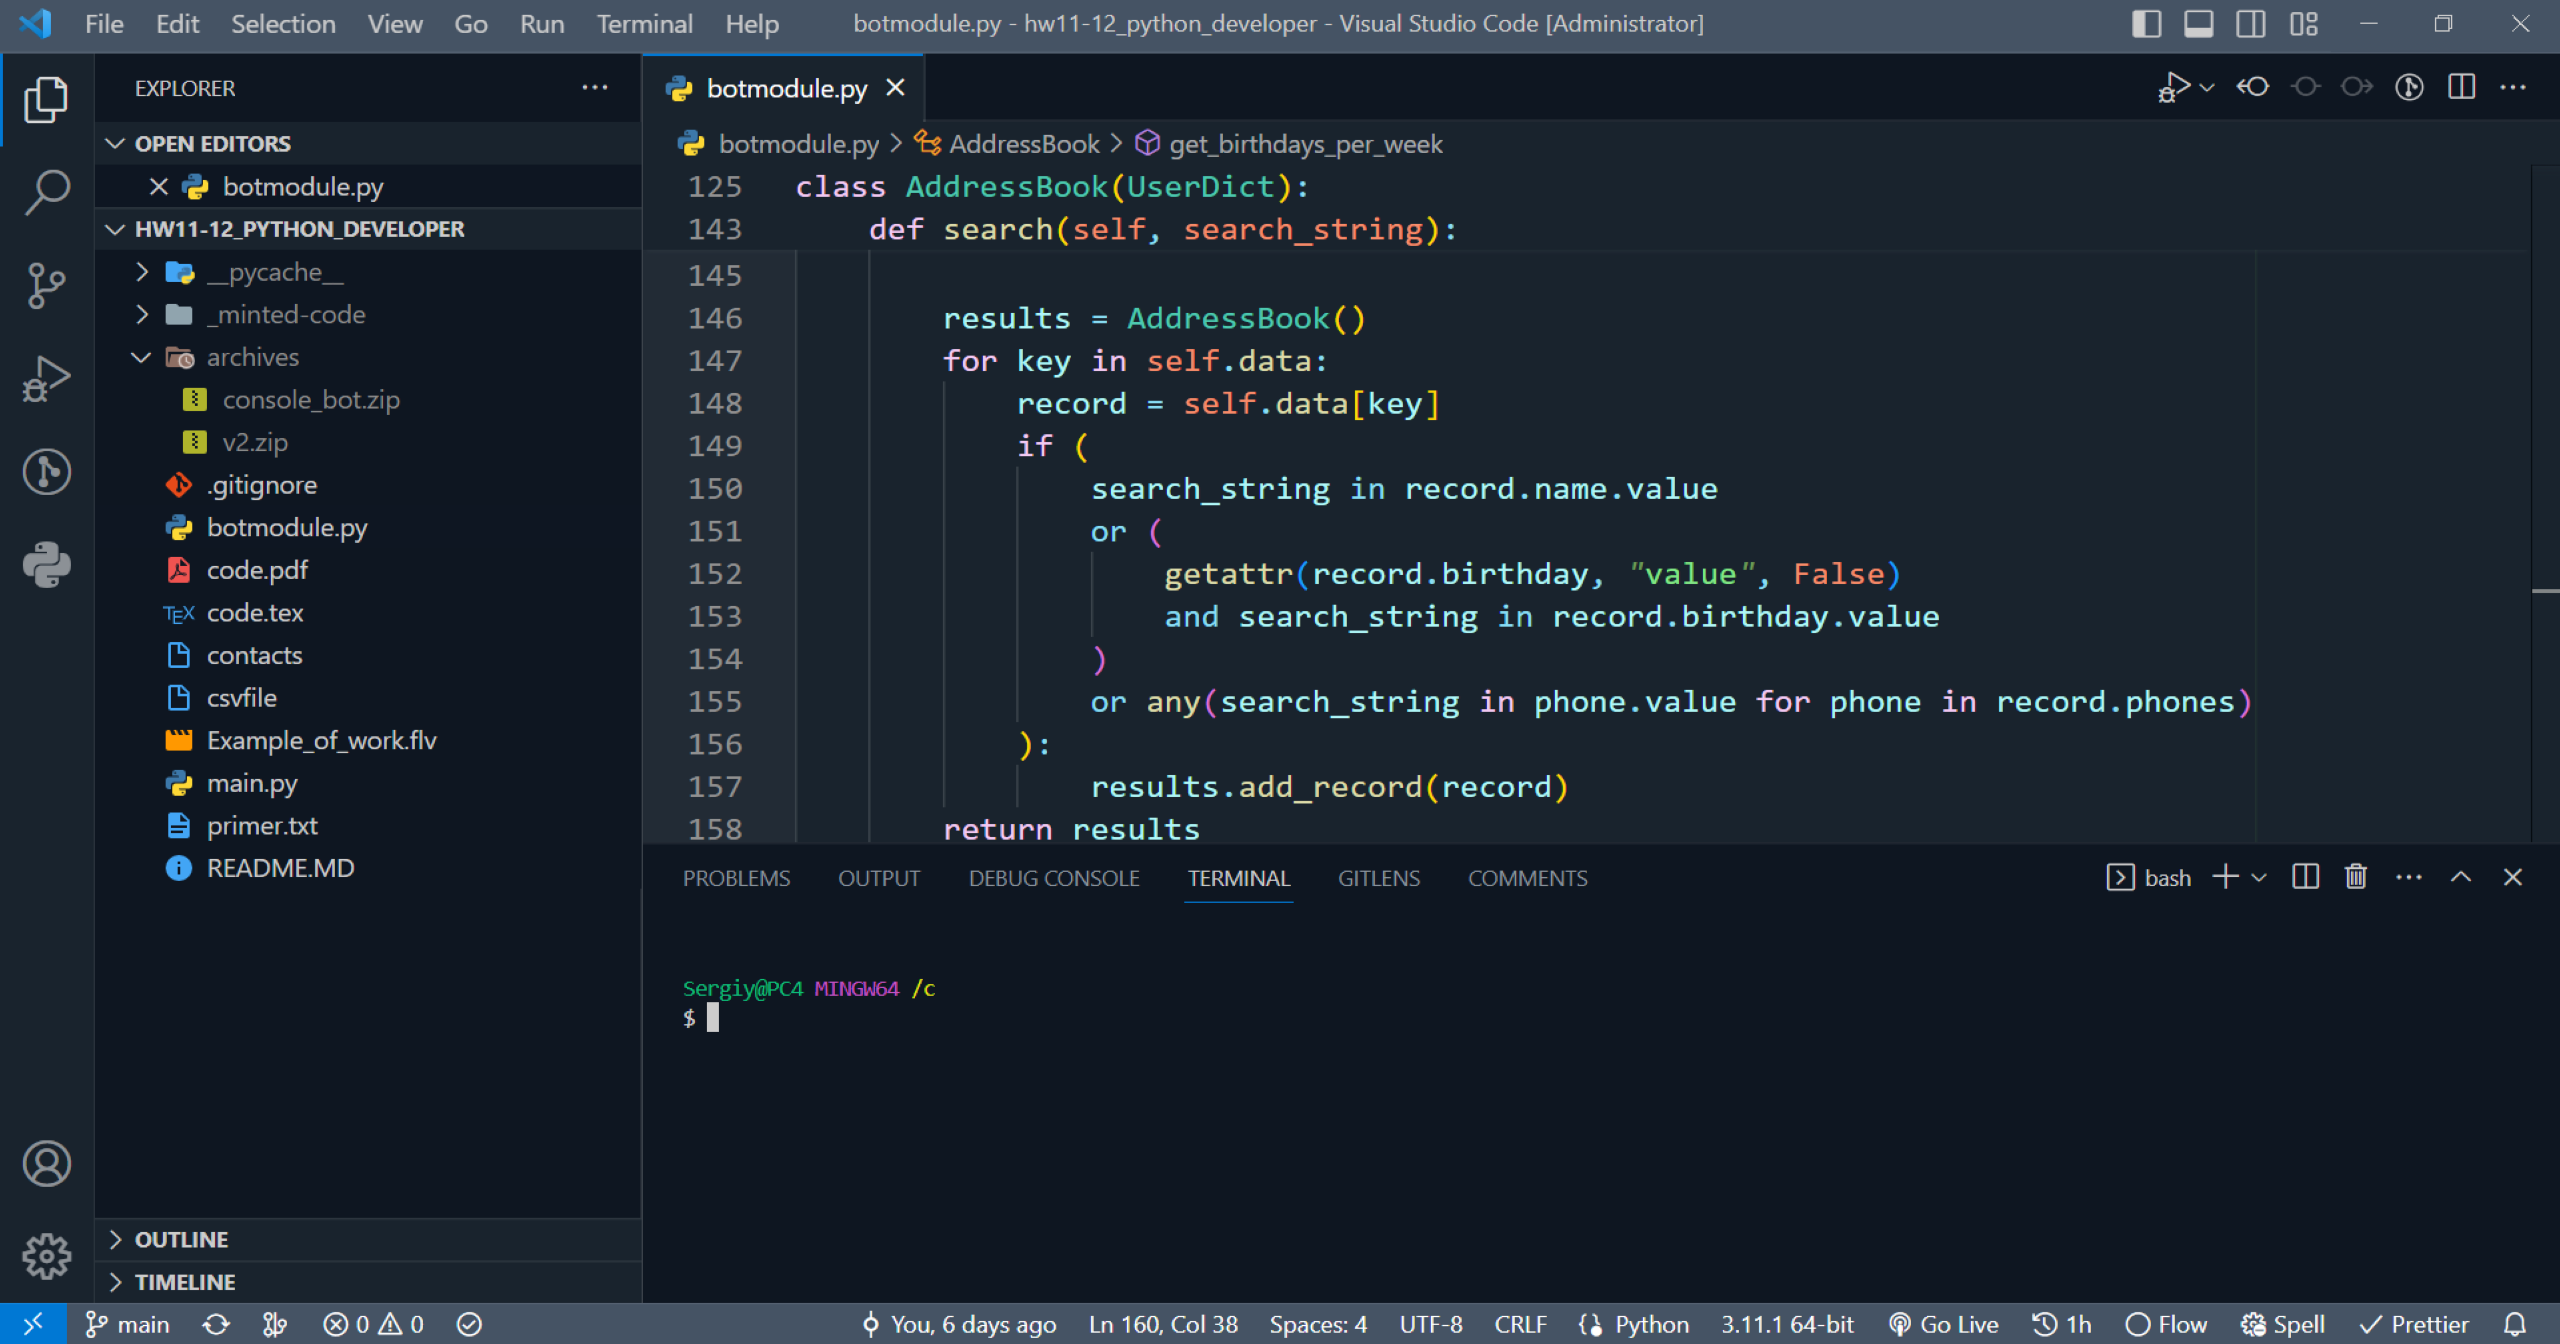 File Edit Selection View Go Run Terminal Help botmodule.py - hw11-12_python_developer - Visual Studio Code [Administrator]
EXPLORER
OPEN EDITORS
botmodule.py
HW11-12_PYTHON_DEVELOPER
__pycache__
_minted-code
archives
console_bot.zip
v2.zip
.gitignore
botmodule.py
code.pdf
TEX code.tex
contacts
csvfile
Example_of_work.flv
main.py
primer.txt
README.MD
OUTLINE
TIMELINE
botmodule.py
botmodule.py > AddressBook > get_birthdays_per_week
125 class AddressBook(UserDict):
143     def search(self, search_string):
145
146         results = AddressBook()
147         for key in self.data:
148             record = self.data[key]
149             if (
150                 search_string in record.name.value
151                 or (
152                     getattr(record.birthday, "value", False)
153                     and search_string in record.birthday.value
154                 )
155                 or any(search_string in phone.value for phone in record.phones)
156             ):
157                 results.add_record(record)
158         return results
PROBLEMS OUTPUT DEBUG CONSOLE TERMINAL GITLENS COMMENTS bash
Sergiy@PC4 MINGW64 /c
$
main 0 0 You, 6 days ago Ln 160, Col 38 Spaces: 4 UTF-8 CRLF Python 3.11.1 64-bit Go Live 1h Flow Spell Prettier